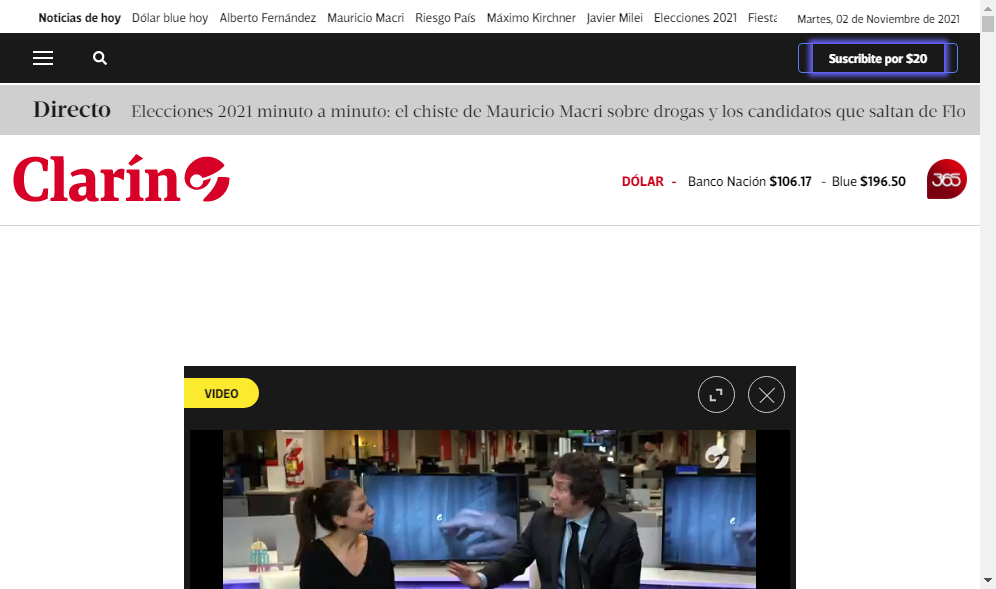 Noticias de hoy Dólar blue hoy Alberto Fernández Mauricio Macri Riesgo País Máximo Kirchner Javier Milei Elecciones 2021 Fiesta Martes, 02 de Noviembre de 2021
Suscribite por $20
Directo Elecciones 2021 minuto a minuto: el chiste de Mauricio Macri sobre drogas y los candidatos que saltan de Flo
Clarín
DÓLAR - Banco Nación $106.17 - Blue $196.50 365
VIDEO